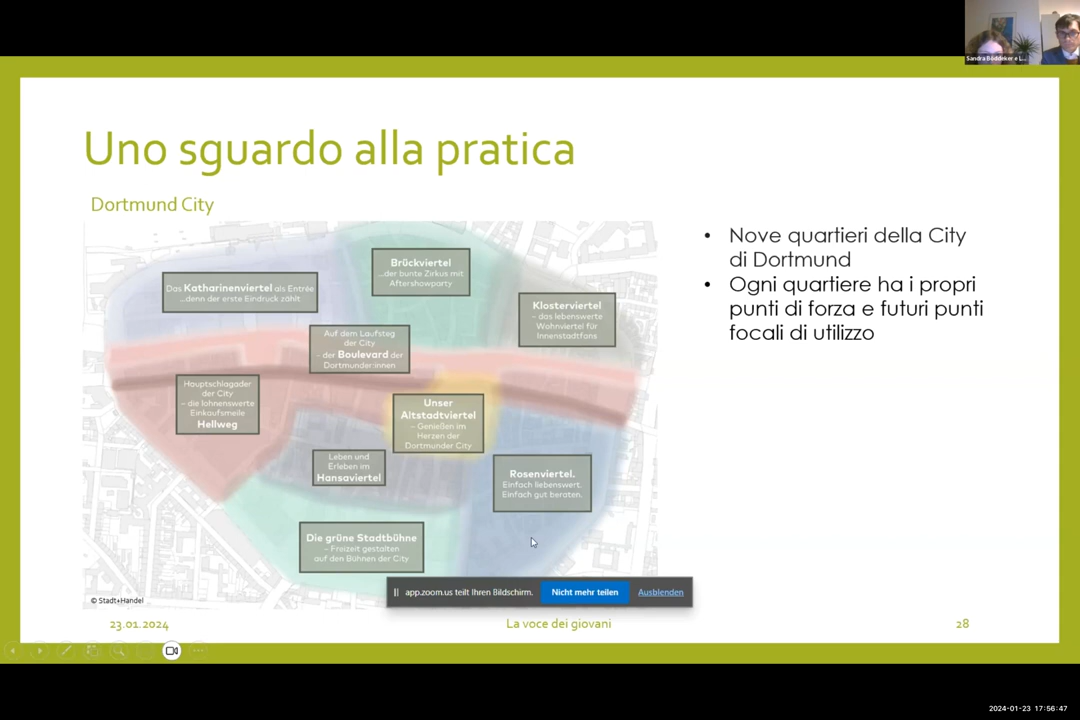 Sandra Böddeker e L...
Uno sguardo alla pratica
Dortmund City
Das Katharinenviertel als Entrée
...denn der erste Eindruck zählt
Brückviertel
...der bunte Zirkus mit
Aftershowparty
Klosterviertel
– das lebenswerte
Wohnviertel für
Innenstadtfans
Auf dem Laufsteg
der City
– der Boulevard der
Dortmunder:innen
Hauptschlagader
der City
– die lohnenswerte
Einkaufsmeile
Hellweg
Unser
Altstadtviertel
– Genießen im
Herzen der
Dortmunder City
Leben und
Erleben im
Hansaviertel
Rosenviertel.
Einfach liebenswert.
Einfach gut beraten.
Die grüne Stadtbühne
– Freizeit gestalten
auf den Bühnen der City
© Stadt+Handel
• Nove quartieri della City
di Dortmund
• Ogni quartiere ha i propri
punti di forza e futuri punti
focali di utilizzo
app.zoom.us teilt Ihren Bildschirm.
Nicht mehr teilen
Ausblenden
23.01.2024
La voce dei giovani
28
2024-01-23 17:56:47